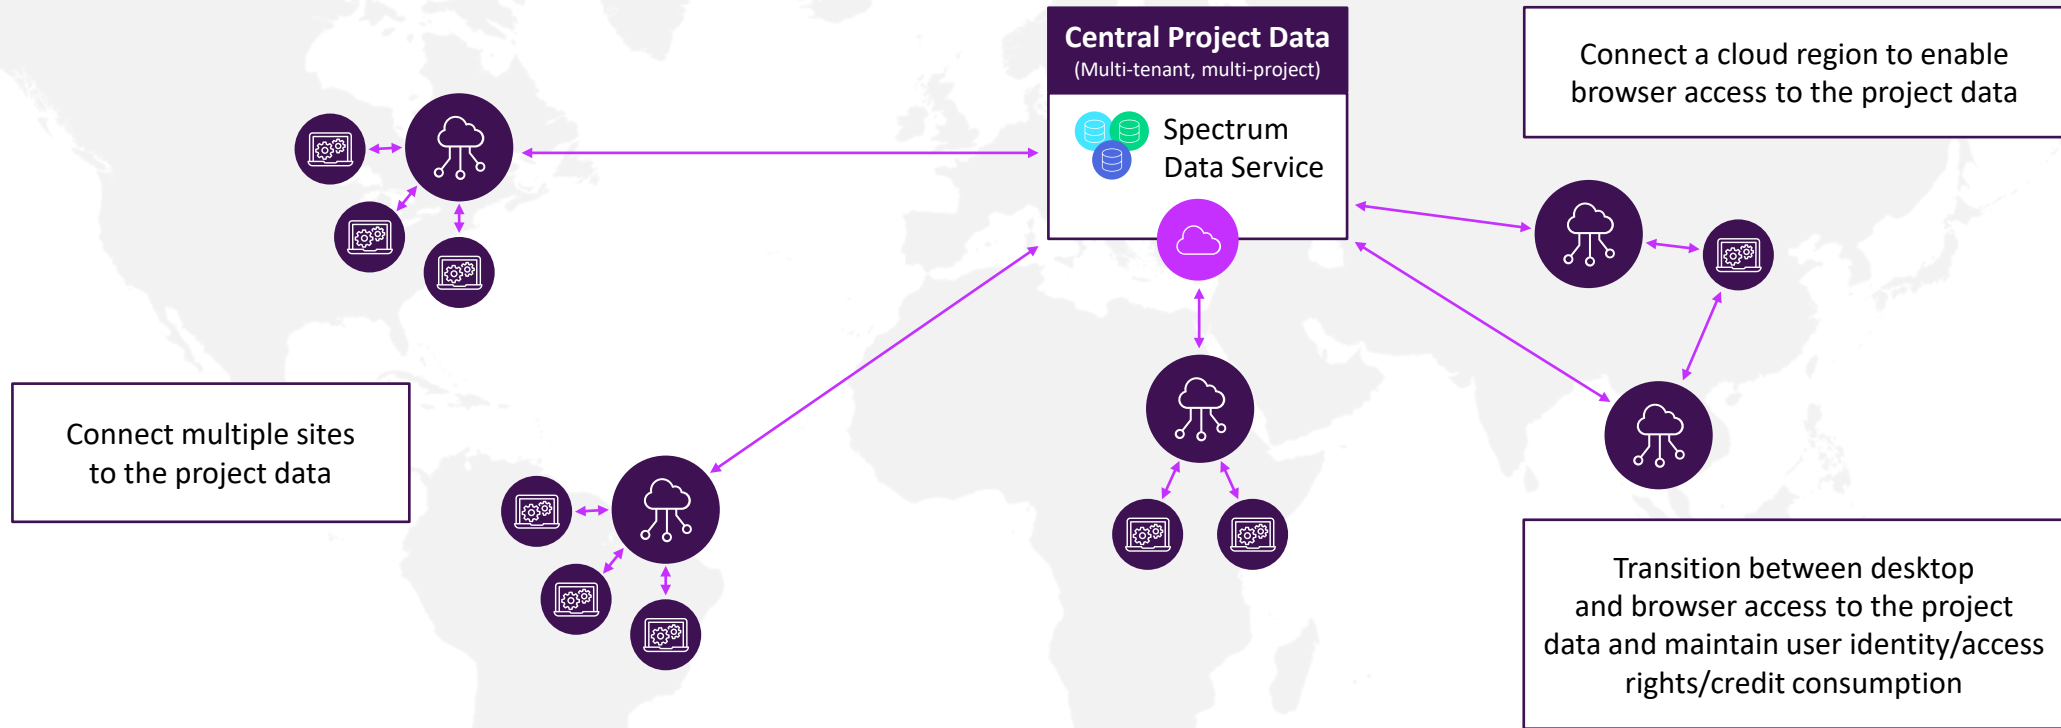 Central Project Data
(Multi-tenant, multi-project)
Spectrum
Data Service
Connect a cloud region to enable
browser access to the project data
Connect multiple sites
to the project data
Transition between desktop
and browser access to the project
data and maintain user identity/access
rights/credit consumption